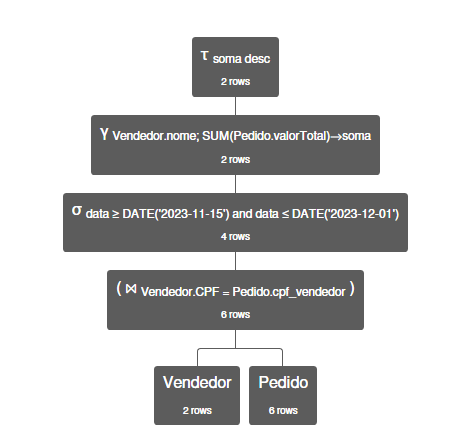 τ soma desc
2 rows
γ Vendedor.nome; SUM(Pedido.valorTotal)→soma
2 rows
σ data ≥ DATE('2023-11-15') and data ≤ DATE('2023-12-01')
4 rows
( ⋈ Vendedor.CPF = Pedido.cpf_vendedor )
6 rows
Vendedor
2 rows
Pedido
6 rows